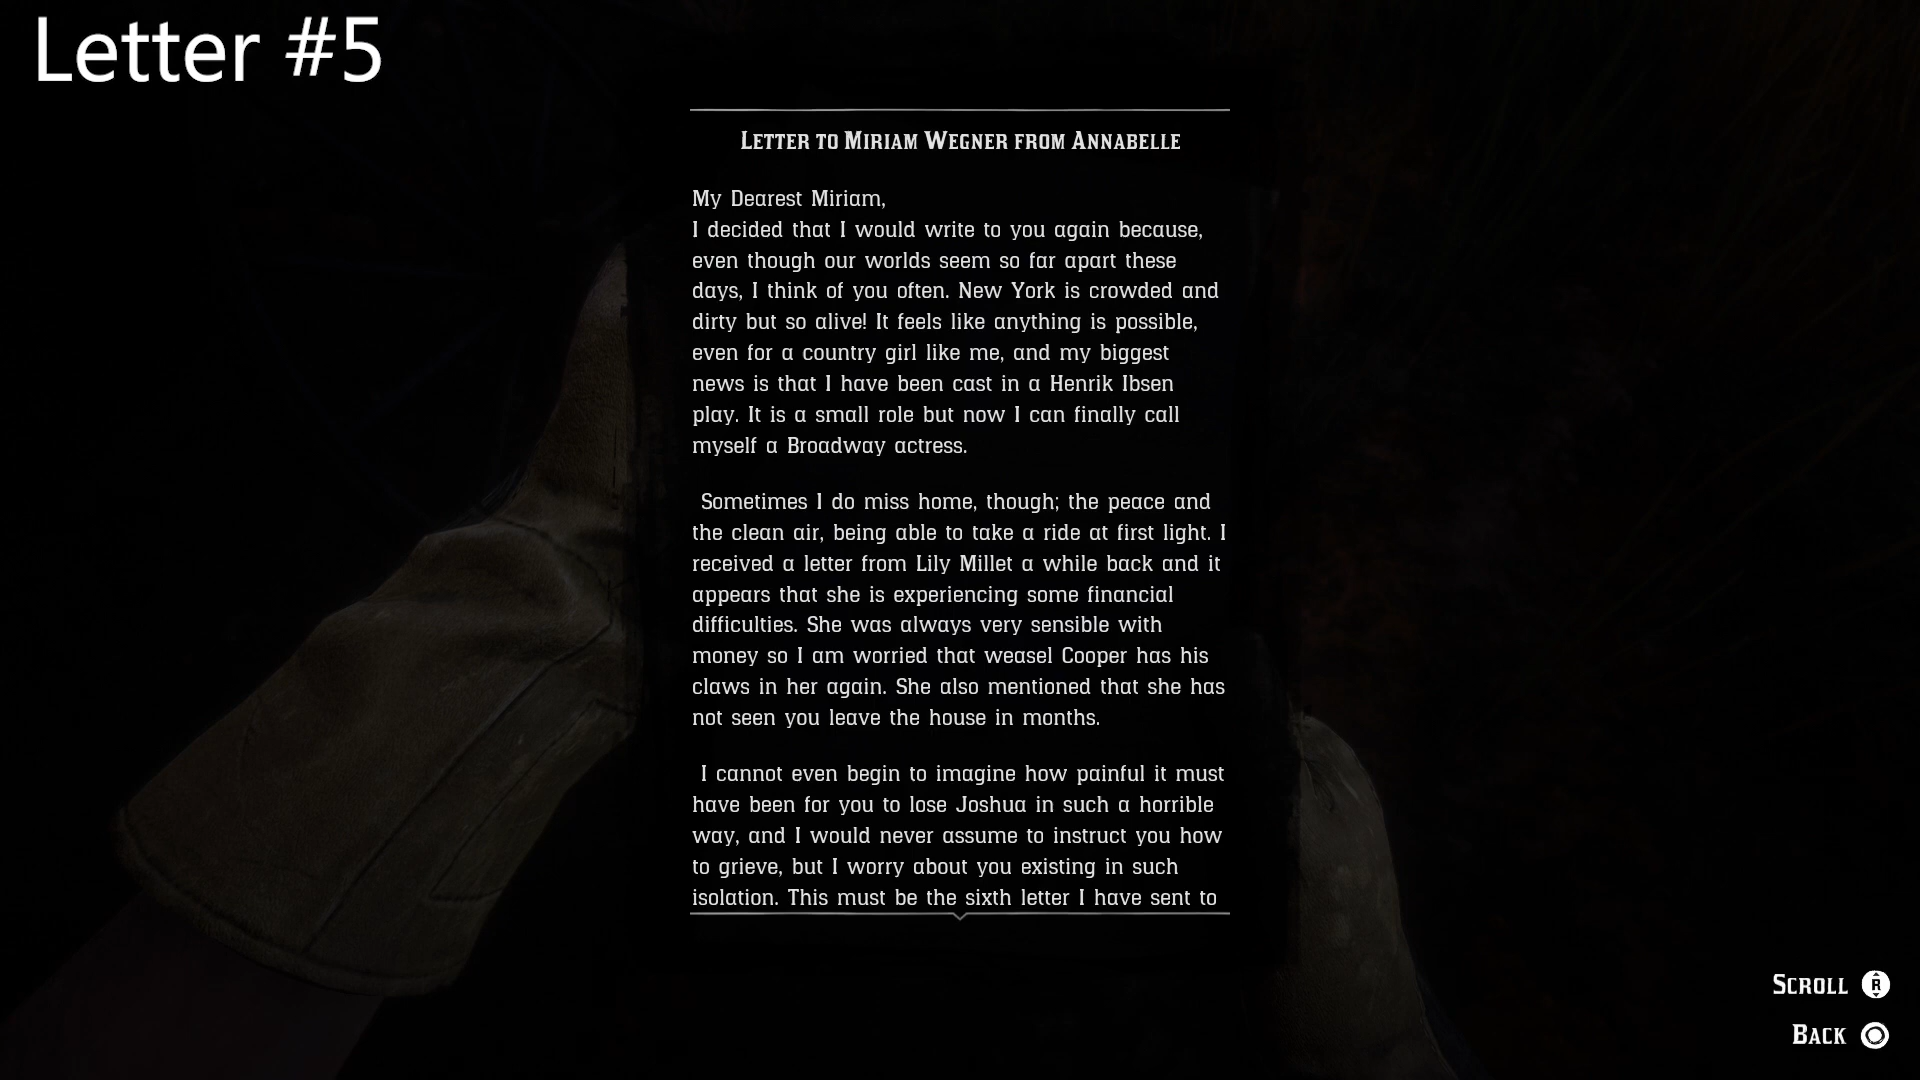 Letter #5
Letter to Miriam Wegner from Annabelle
My Dearest Miriam,
I decided that I would write to you again because,
even though our worlds seem so far apart these
days, I think of you often. New York is crowded and
dirty but so alive! It feels like anything is possible,
even for a country girl like me, and my biggest
news is that I have been cast in a Henrik Ibsen
play. It is a small role but now I can finally call
myself a Broadway actress.
Sometimes I do miss home, though; the peace and
the clean air, being able to take a ride at first light. I
received a letter from Lily Millet a while back and it
appears that she is experiencing some financial
difficulties. She was always very sensible with
money so I am worried that weasel Cooper has his
claws in her again. She also mentioned that she has
not seen you leave the house in months.
I cannot even begin to imagine how painful it must
have been for you to lose Joshua in such a horrible
way, and I would never assume to instruct you how
to grieve, but I worry about you existing in such
isolation. This must be the sixth letter I have sent to
Scroll R
Back